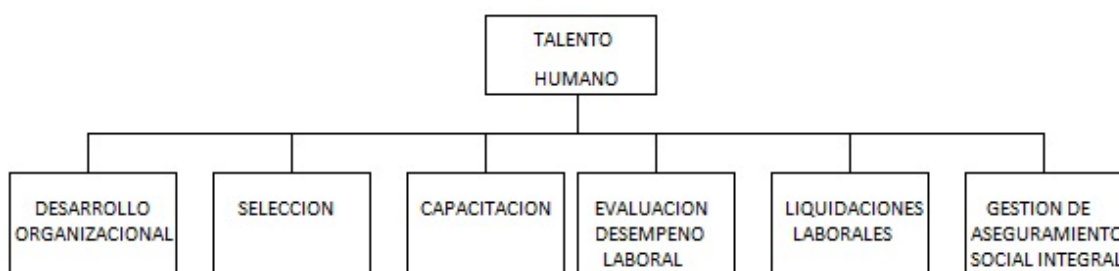 TALENTO
HUMANO
DESARROLLO
ORGANIZACIONAL
SELECCION
CAPACITACION
EVALUACION
DESEMPENO
LABORAL
LIQUIDACIONES
LABORALES
GESTION DE
ASEGURAMIENTO
SOCIAL INTEGRAL